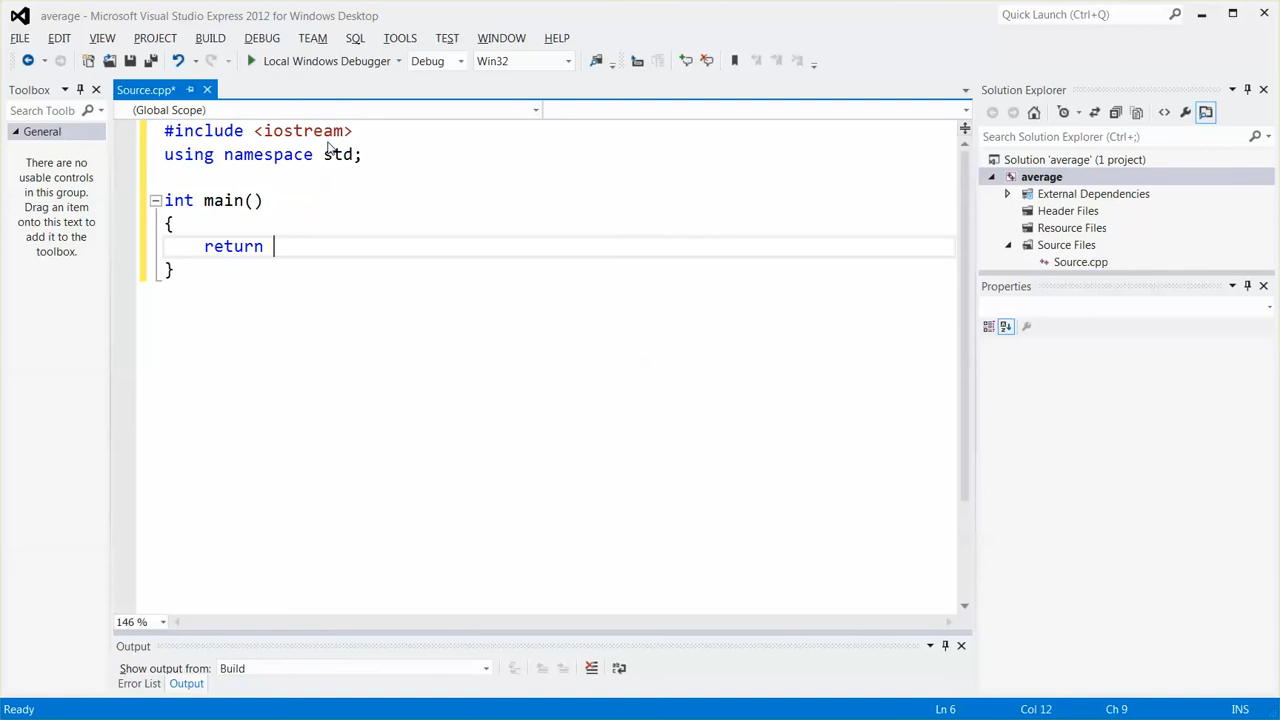 average - Microsoft Visual Studio Express 2012 for Windows Desktop
Quick Launch (Ctrl+Q)
FILE EDIT VIEW PROJECT BUILD DEBUG TEAM SQL TOOLS TEST WINDOW HELP
Local Windows Debugger Debug Win32
Toolbox
Search Toolb
General
There are no
usable controls
in this group.
Drag an item
onto this text to
add it to the
toolbox.
Source.cpp*
(Global Scope)
#include <iostream>
using namespace std;
int main()
{
return
}
146 %
Solution Explorer
Search Solution Explorer (Ctrl+;)
Solution 'average' (1 project)
average
External Dependencies
Header Files
Resource Files
Source Files
Source.cpp
Properties
Output
Show output from: Build
Error List Output
Ready Ln 6 Col 12 Ch 9 INS